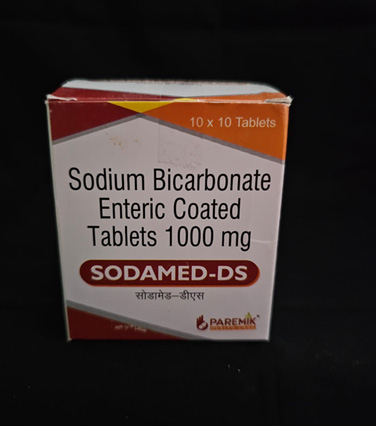 10 x 10 Tablets
Sodium Bicarbonate
Enteric Coated
Tablets 1000 mg
SODAMED-DS
सोडामेड–डीएस
PAREMIK